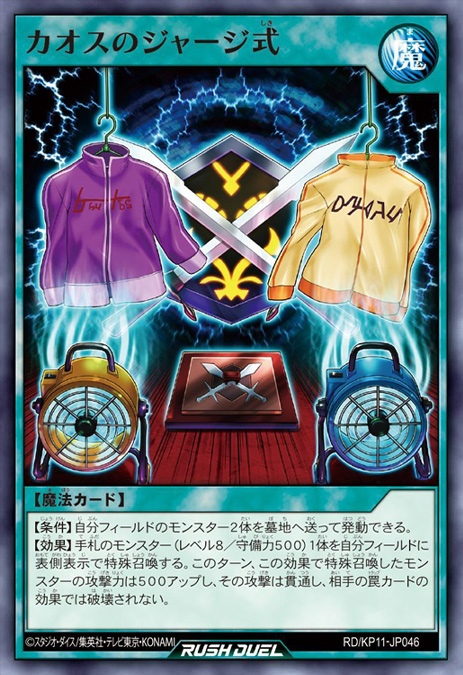 カオスのジャージ式
魔
【魔法カード】
【条件】自分フィールドのモンスター2体を墓地へ送って発動できる。
【効果】手札のモンスター（レベル8／守備力500）1体を自分フィールドに
表側表示で特殊召喚する。このターン、この効果で特殊召喚したモン
スターの攻撃力は500アップし、その攻撃は貫通し、相手の罠カードの
効果では破壊されない。
©スタジオ・ダイス/集英社・テレビ東京・KONAMI
RUSH DUEL
RD/KP11-JP046